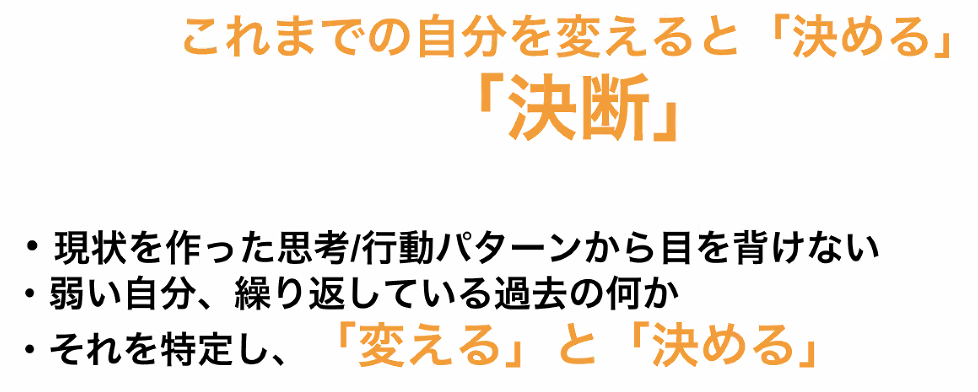 これまでの自分を変えると「決める」
「決断」
・現状を作った思考/行動パターンから目を背けない
・弱い自分、繰り返している過去の何か
・それを特定し、「変える」と「決める」